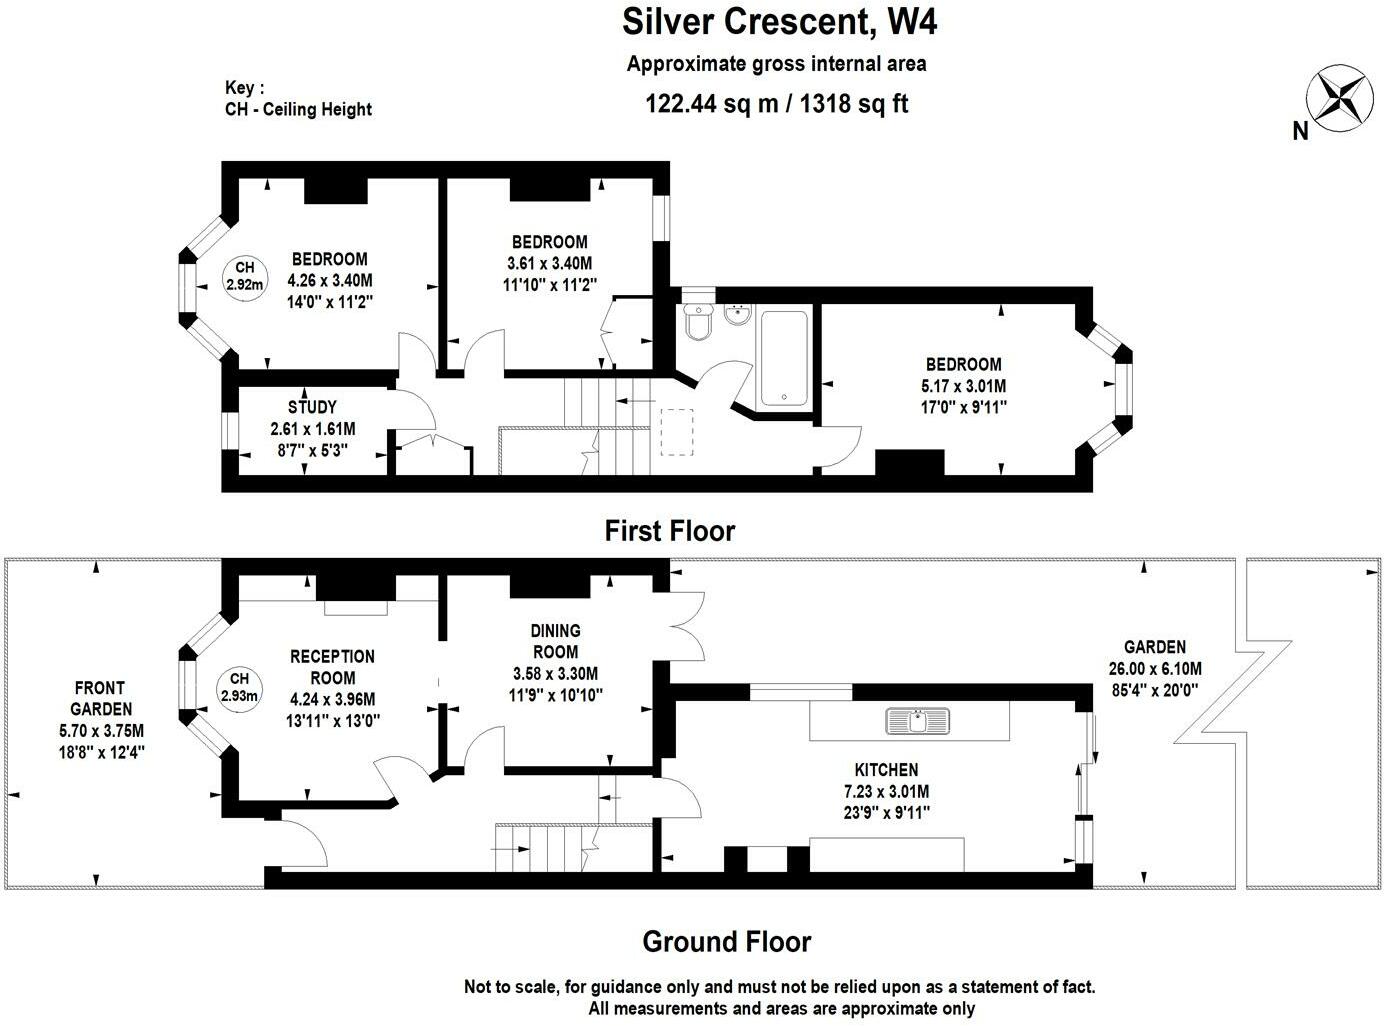 Silver Crescent, W4
Approximate gross internal area
122.44 sq m / 1318 sq ft
Key :
CH - Ceiling Height
N
BEDROOM
4.26 x 3.40M
14'0" x 11'2"
CH
2.92m
BEDROOM
3.61 x 3.40M
11'10" x 11'2"
BEDROOM
5.17 x 3.01M
17'0" x 9'11"
STUDY
2.61 x 1.61M
8'7" x 5'3"
First Floor
FRONT
GARDEN
5.70 x 3.75M
18'8" x 12'4"
CH
2.93m
RECEPTION
ROOM
4.24 x 3.96M
13'11" x 13'0"
DINING
ROOM
3.58 x 3.30M
11'9" x 10'10"
KITCHEN
7.23 x 3.01M
23'9" x 9'11"
GARDEN
26.00 x 6.10M
85'4" x 20'0"
Ground Floor
Not to scale, for guidance only and must not be relied upon as a statement of fact.
All measurements and areas are approximate only